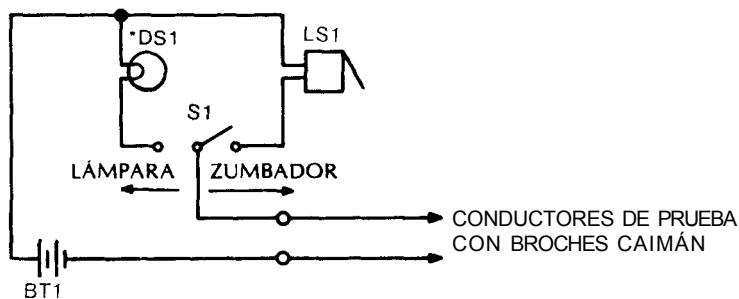 *DS1
LS1
S1
LÁMPARA
ZUMBADOR
CONDUCTORES DE PRUEBA
CON BROCHES CAIMÁN
BT1